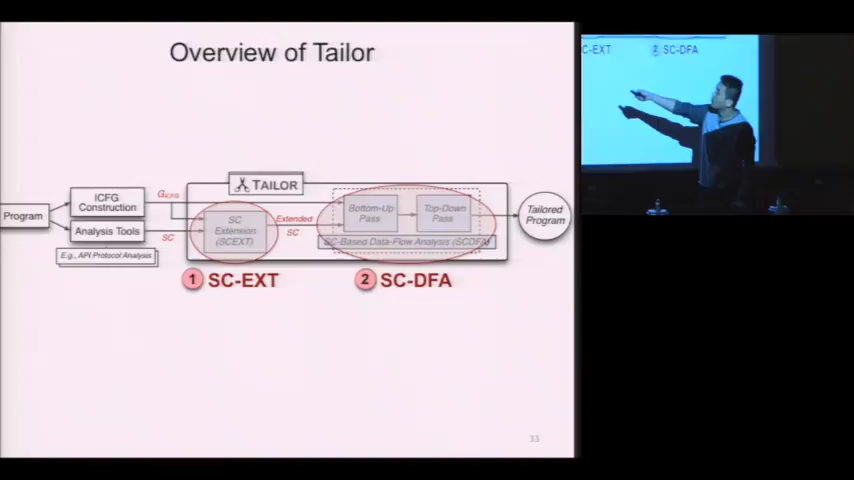 Overview of Tailor
TAILOR
Program
ICFG
Construction
Analysis Tools
E.g., API Protocol Analysis
GICFG
SC
SC
Extension
(SCEXT)
Extended
SC
Bottom-Up
Pass
Top-Down
Pass
SC-Based Data-Flow Analysis (SCDFA)
Tailored
Program
1 SC-EXT
2 SC-DFA
33
C-EXT
2 SC-DFA